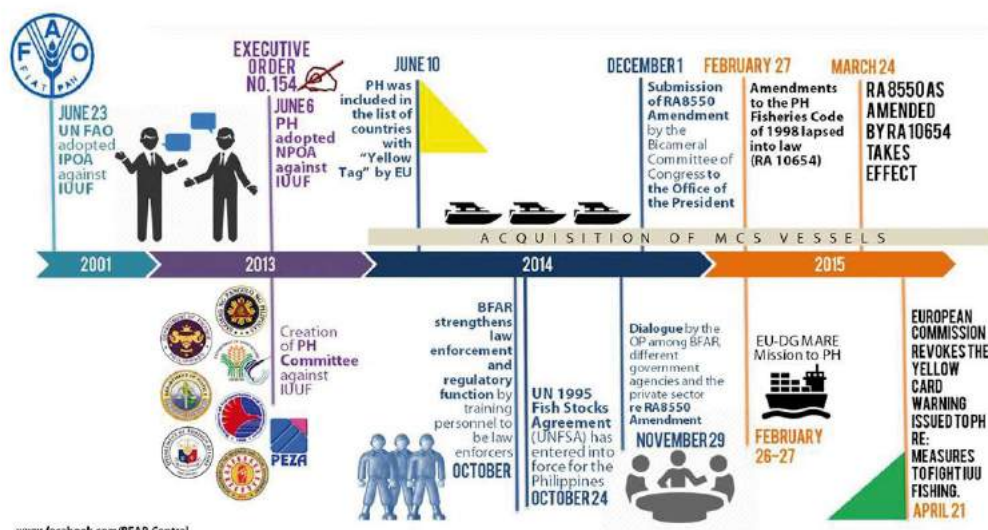 FAO
FIAT PANIS
JUNE 23
UN FAO
adopted
IPOA
against
IUUF
EXECUTIVE
ORDER
NO. 154
JUNE 6
PH
adopted
NPOA
against
IUUF
JUNE 10
PH was
included in
the list of
countries
with
"Yellow
Tag" by EU
DECEMBER 1
Submission
of RA8550
Amendment
by the
Bicameral
Committee of
Congress to
the Office of
the President
FEBRUARY 27
Amendments
to the PH
Fisheries Code
of 1998 lapsed
into law
(RA 10654)
MARCH 24
RA 8550 AS
AMENDED
BY RA 10654
TAKES
EFFECT
ACQUISITION OF MCS VESSELS
2001
2013
2014
2015
Creation
of PH
Committee
against
IUUF
PEZA
BFAR
strengthens
law
enforcement
and
regulatory
function by
training
personnel to
be law
enforcers
OCTOBER
UN 1995
Fish Stocks
Agreement
(UNFSA) has
entered into
force for the
Philippines
OCTOBER 24
Dialogue by the
OP among BFAR,
different
government
agencies and the
private sector
re RA8550
Amendment
NOVEMBER 29
EU-DG MARE
Mission to PH
FEBRUARY
26-27
EUROPEAN
COMMISSION
REVOKES THE
YELLOW
CARD
WARNING
ISSUED TO PH
RE:
MEASURES
TO FIGHT IUU
FISHING.
APRIL 21